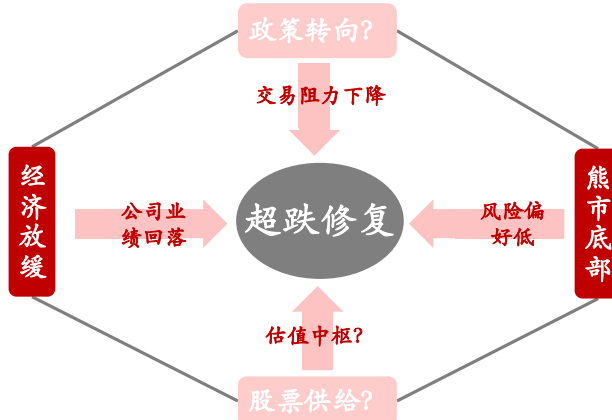 政策转向?
交易阻力下降
经济放缓
公司业
绩回落
超跌修复
风险偏
好低
熊市底部
估值中枢?
股票供给?